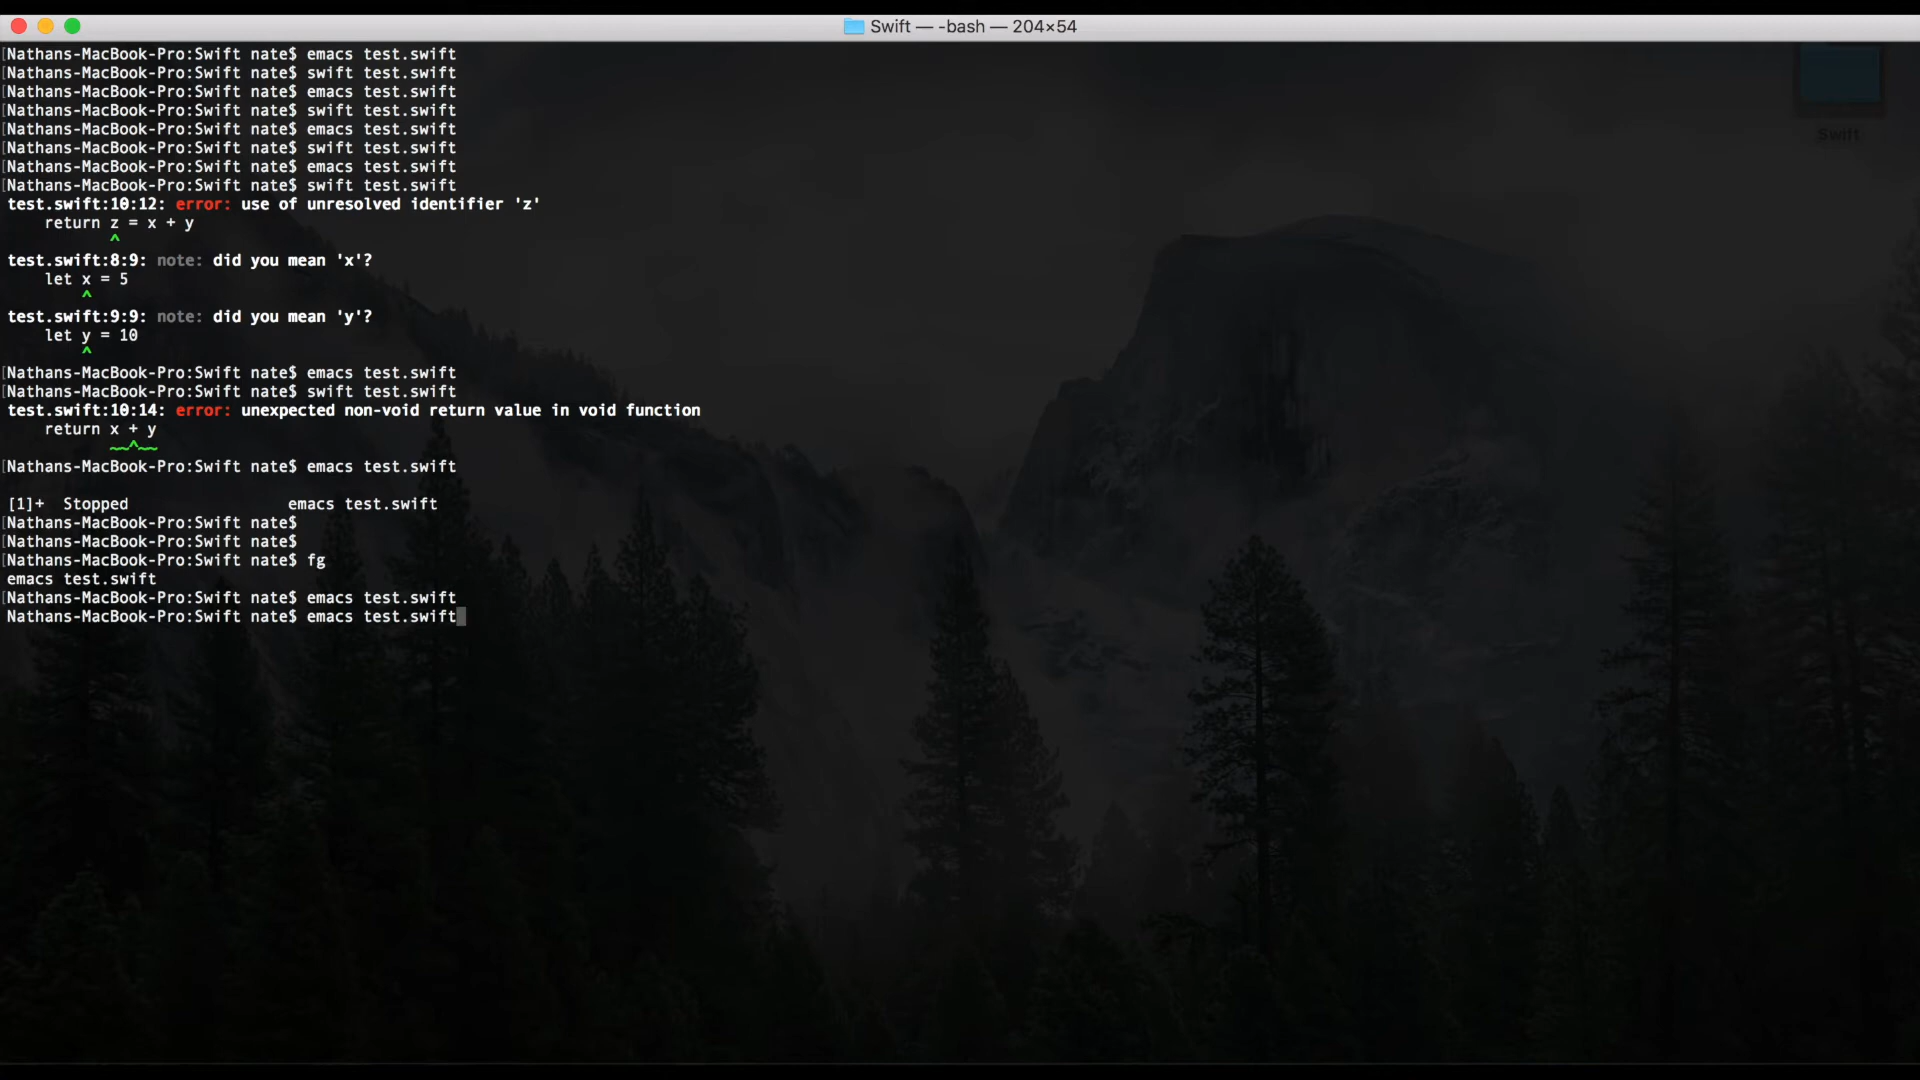 Swift — -bash — 204×54
[Nathans-MacBook-Pro:Swift nate$ emacs test.swift
[Nathans-MacBook-Pro:Swift nate$ swift test.swift
[Nathans-MacBook-Pro:Swift nate$ emacs test.swift
[Nathans-MacBook-Pro:Swift nate$ swift test.swift
[Nathans-MacBook-Pro:Swift nate$ emacs test.swift
[Nathans-MacBook-Pro:Swift nate$ swift test.swift
[Nathans-MacBook-Pro:Swift nate$ emacs test.swift
[Nathans-MacBook-Pro:Swift nate$ swift test.swift
test.swift:10:12: error: use of unresolved identifier 'z'
    return z = x + y
           ^
test.swift:8:9: note: did you mean 'x'?
    let x = 5
        ^
test.swift:9:9: note: did you mean 'y'?
    let y = 10
        ^
[Nathans-MacBook-Pro:Swift nate$ emacs test.swift
[Nathans-MacBook-Pro:Swift nate$ swift test.swift
test.swift:10:14: error: unexpected non-void return value in void function
    return x + y
           ~~^~~
[Nathans-MacBook-Pro:Swift nate$ emacs test.swift
[1]+  Stopped                 emacs test.swift
[Nathans-MacBook-Pro:Swift nate$
[Nathans-MacBook-Pro:Swift nate$
[Nathans-MacBook-Pro:Swift nate$ fg
emacs test.swift
[Nathans-MacBook-Pro:Swift nate$ emacs test.swift
Nathans-MacBook-Pro:Swift nate$ emacs test.swift
Swift